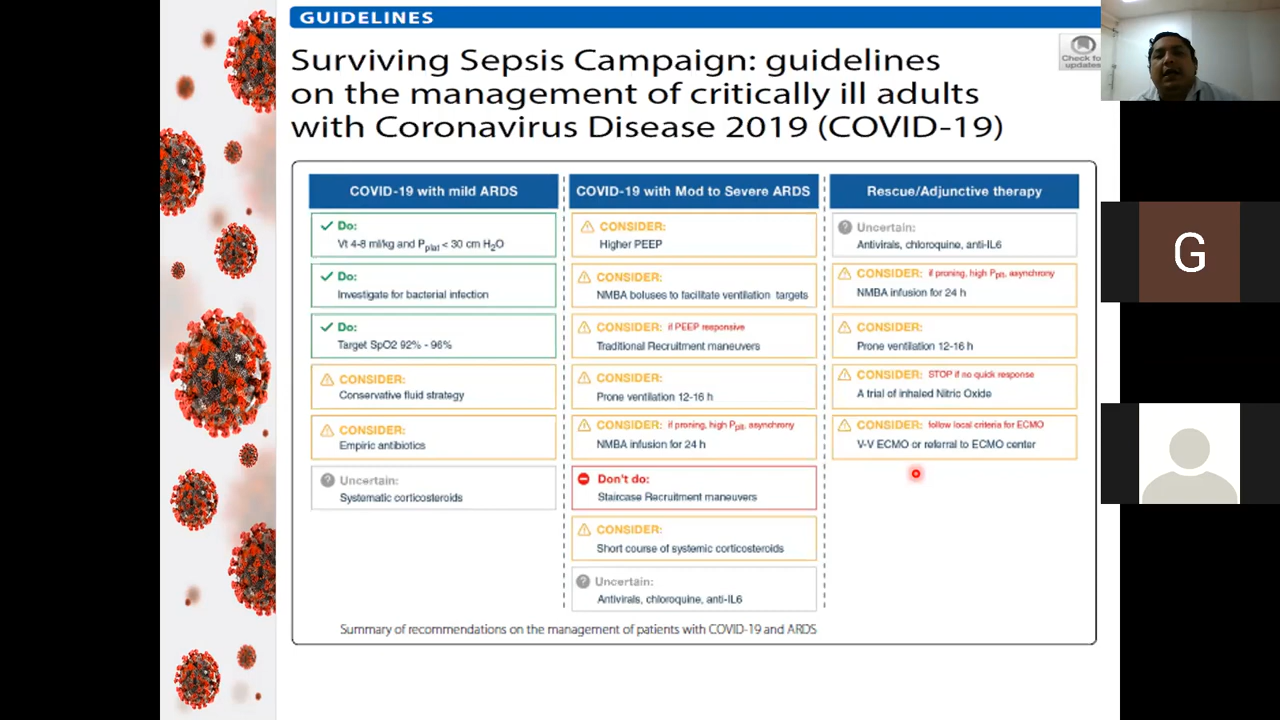 GUIDELINES
Surviving Sepsis Campaign: guidelines
on the management of critically ill adults
with Coronavirus Disease 2019 (COVID-19)
Check for
updates
COVID-19 with mild ARDS
Do:
Vt 4-8 ml/kg and Pplat < 30 cm H2O
Do:
Investigate for bacterial infection
Do:
Target SpO2 92% - 96%
CONSIDER:
Conservative fluid strategy
CONSIDER:
Empiric antibiotics
? Uncertain:
Systematic corticosteroids
COVID-19 with Mod to Severe ARDS
CONSIDER:
Higher PEEP
CONSIDER:
NMBA boluses to facilitate ventilation targets
CONSIDER: if PEEP responsive
Traditional Recruitment maneuvers
CONSIDER:
Prone ventilation 12-16 h
CONSIDER: if proning, high Pplt, asynchrony
NMBA infusion for 24 h
Don't do:
Staircase Recruitment maneuvers
CONSIDER:
Short course of systemic corticosteroids
? Uncertain:
Antivirals, chloroquine, anti-IL6
Rescue/Adjunctive therapy
? Uncertain:
Antivirals, chloroquine, anti-IL6
CONSIDER: if proning, high Pplt, asynchrony
NMBA infusion for 24 h
CONSIDER:
Prone ventilation 12-16 h
CONSIDER: STOP if no quick response
A trial of inhaled Nitric Oxide
CONSIDER: follow local criteria for ECMO
V-V ECMO or referral to ECMO center
Summary of recommendations on the management of patients with COVID-19 and ARDS
G